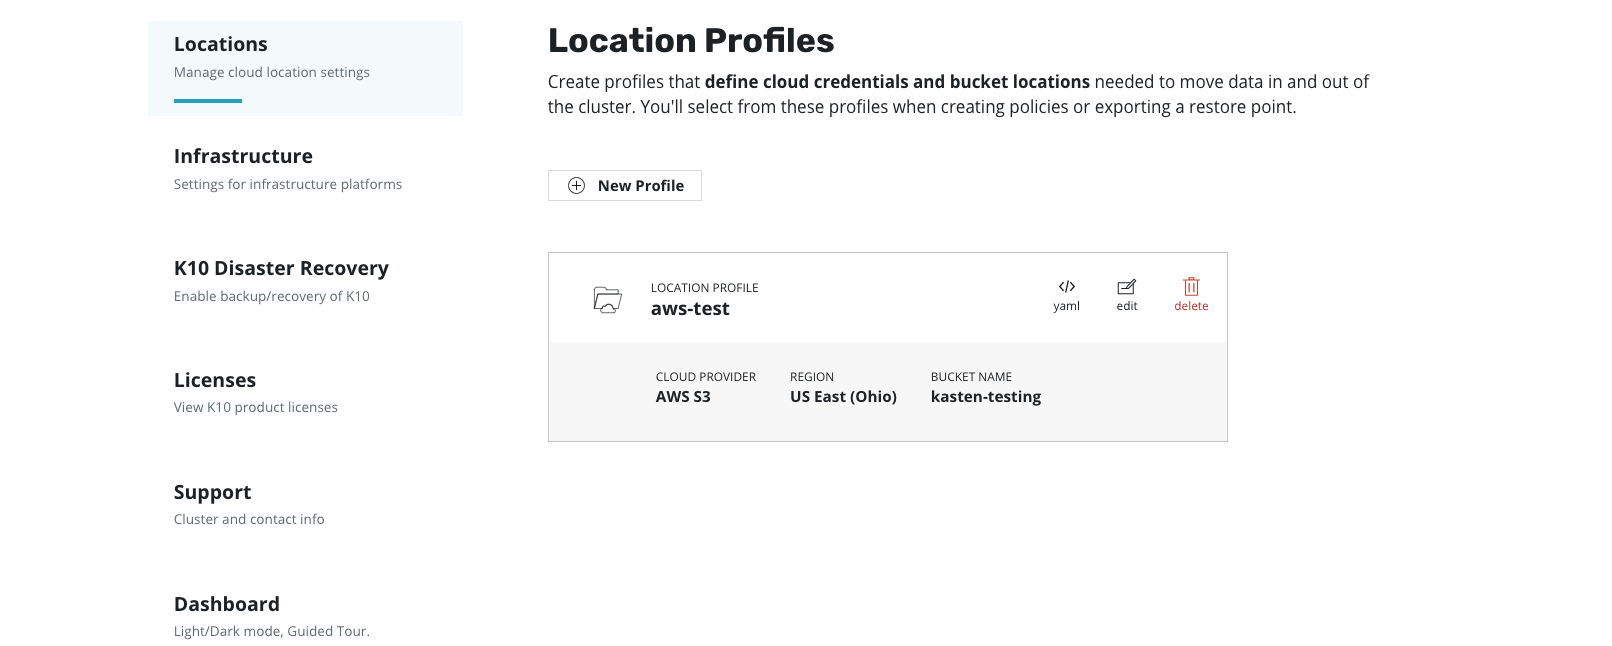 Locations
Manage cloud location settings
Infrastructure
Settings for infrastructure platforms
K10 Disaster Recovery
Enable backup/recovery of K10
Licenses
View K10 product licenses
Support
Cluster and contact info
Dashboard
Light/Dark mode, Guided Tour.
Location Profiles
Create profiles that define cloud credentials and bucket locations needed to move data in and out of
the cluster. You'll select from these profiles when creating policies or exporting a restore point.
New Profile
LOCATION PROFILE
aws-test
yaml
edit
delete
CLOUD PROVIDER
AWS S3
REGION
US East (Ohio)
BUCKET NAME
kasten-testing